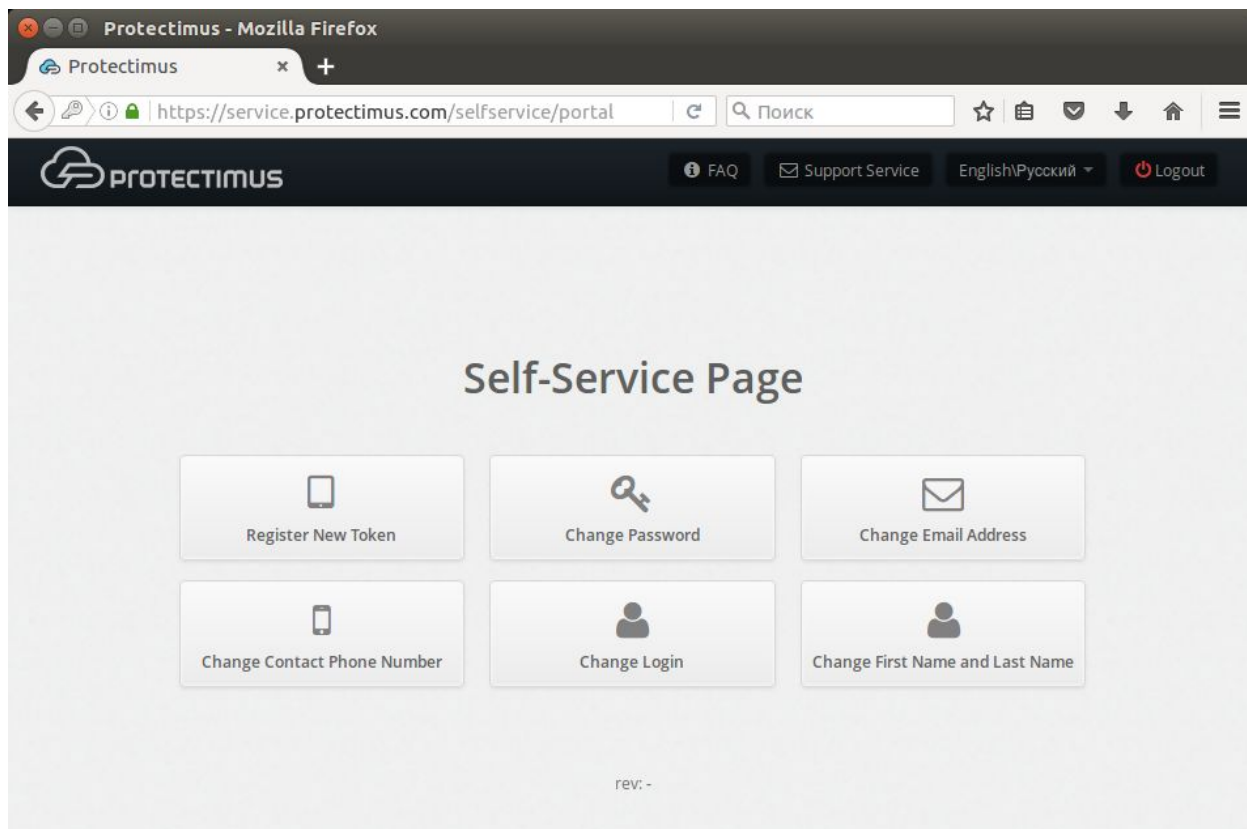 Protectimus - Mozilla Firefox
Protectimus
https://service.protectimus.com/selfservice/portal
Поиск
PROTECTIMUS
FAQ
Support Service
English\Русский
Logout
Self-Service Page
Register New Token
Change Password
Change Email Address
Change Contact Phone Number
Change Login
Change First Name and Last Name
rev: -